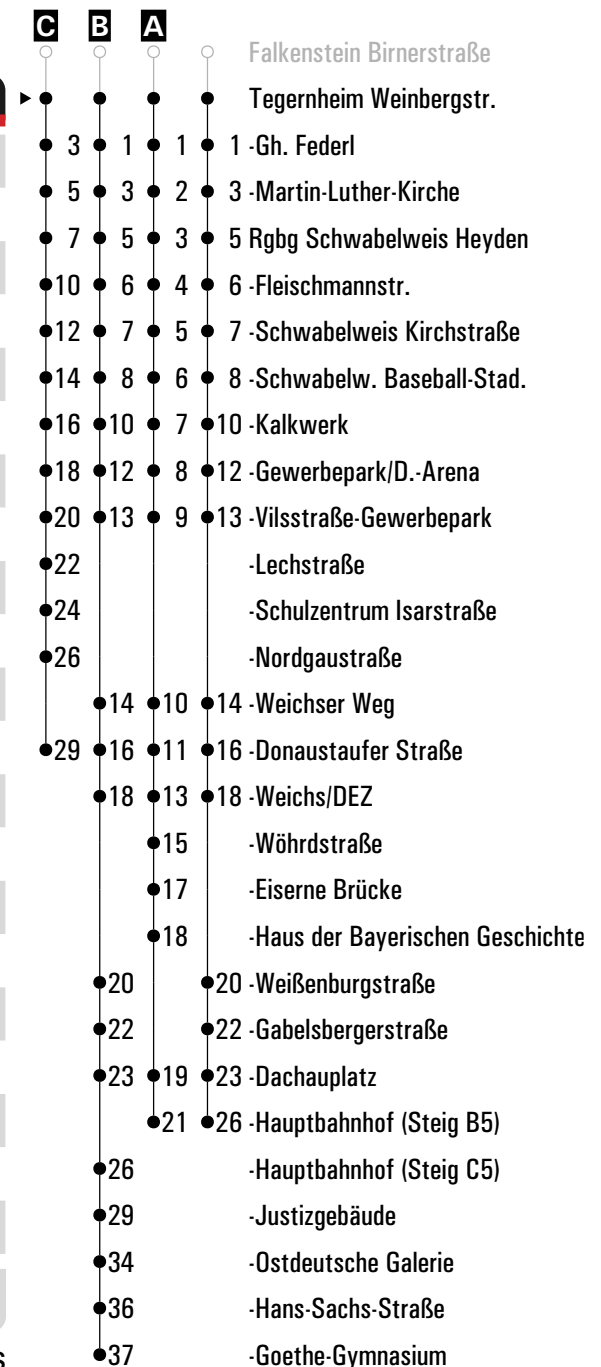 C B A
Falkenstein Birnerstraße
Tegernheim Weinbergstr.
3 1 1 1 -Gh. Federl
5 3 2 3 -Martin-Luther-Kirche
7 5 3 5 Rgbg Schwabelweis Heyden
10 6 4 6 -Fleischmannstr.
12 7 5 7 -Schwabelweis Kirchstraße
14 8 6 8 -Schwabelw. Baseball-Stad.
16 10 7 10 -Kalkwerk
18 12 8 12 -Gewerbepark/D.-Arena
20 13 9 13 -Vilsstraße-Gewerbepark
22 -Lechstraße
24 -Schulzentrum Isarstraße
26 -Nordgaustraße
14 10 14 -Weichser Weg
29 16 11 16 -Donaustaufer Straße
18 13 18 -Weichs/DEZ
15 -Wöhrdstraße
17 -Eiserne Brücke
18 -Haus der Bayerischen Geschichte
20 20 -Weißenburgstraße
22 22 -Gabelsbergerstraße
23 19 23 -Dachauplatz
21 26 -Hauptbahnhof (Steig B5)
26 -Hauptbahnhof (Steig C5)
29 -Justizgebäude
34 -Ostdeutsche Galerie
36 -Hans-Sachs-Straße
37 -Goethe-Gymnasium